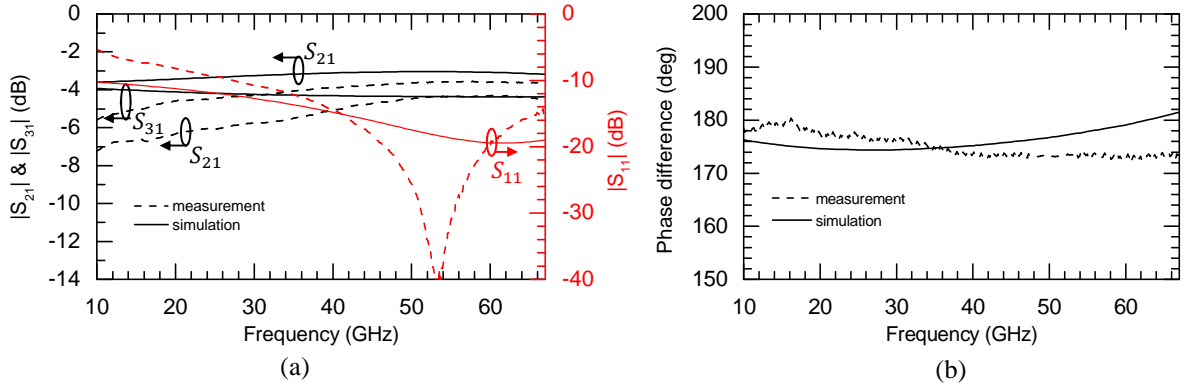 0
-2
-4
-6
-8
-10
-12
-14
|S21| & |S31| (dB)
S21
S31
S21
S11
measurement
simulation
0
-10
-20
-30
-40
|S11| (dB)
10 20 30 40 50 60
Frequency (GHz)
(a)
200
190
180
170
160
150
Phase difference (deg)
measurement
simulation
10 20 30 40 50 60
Frequency (GHz)
(b)